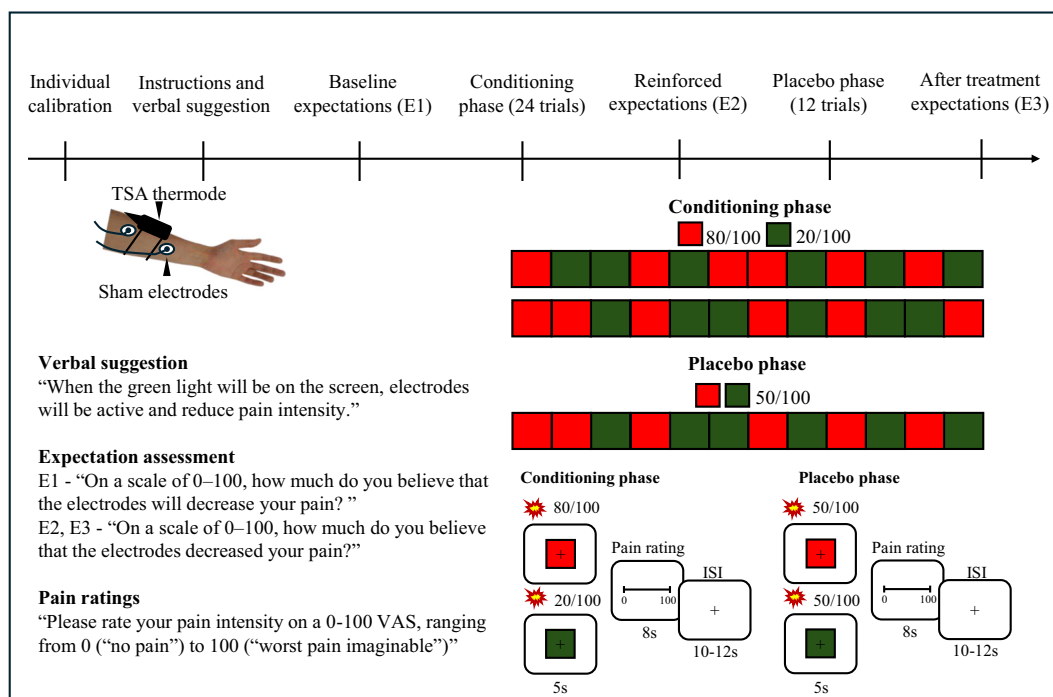 Individual
calibration
Instructions and
verbal suggestion
Baseline
expectations (E1)
Conditioning
phase (24 trials)
Reinforced
expectations (E2)
Placebo phase
(12 trials)
After treatment
expectations (E3)
TSA thermode
Sham electrodes
Verbal suggestion
“When the green light will be on the screen, electrodes
will be active and reduce pain intensity.”
Expectation assessment
E1 - “On a scale of 0–100, how much do you believe that
the electrodes will decrease your pain? ”
E2, E3 - “On a scale of 0–100, how much do you believe
that the electrodes decreased your pain?”
Pain ratings
“Please rate your pain intensity on a 0-100 VAS, ranging
from 0 (“no pain”) to 100 (“worst pain imaginable”)”
Conditioning phase
80/100 20/100
Placebo phase
50/100
Conditioning phase
80/100
+
20/100
+
5s
Pain rating
0 100
8s
ISI
+
10-12s
Placebo phase
50/100
+
50/100
+
5s
Pain rating
0 100
8s
ISI
+
10-12s